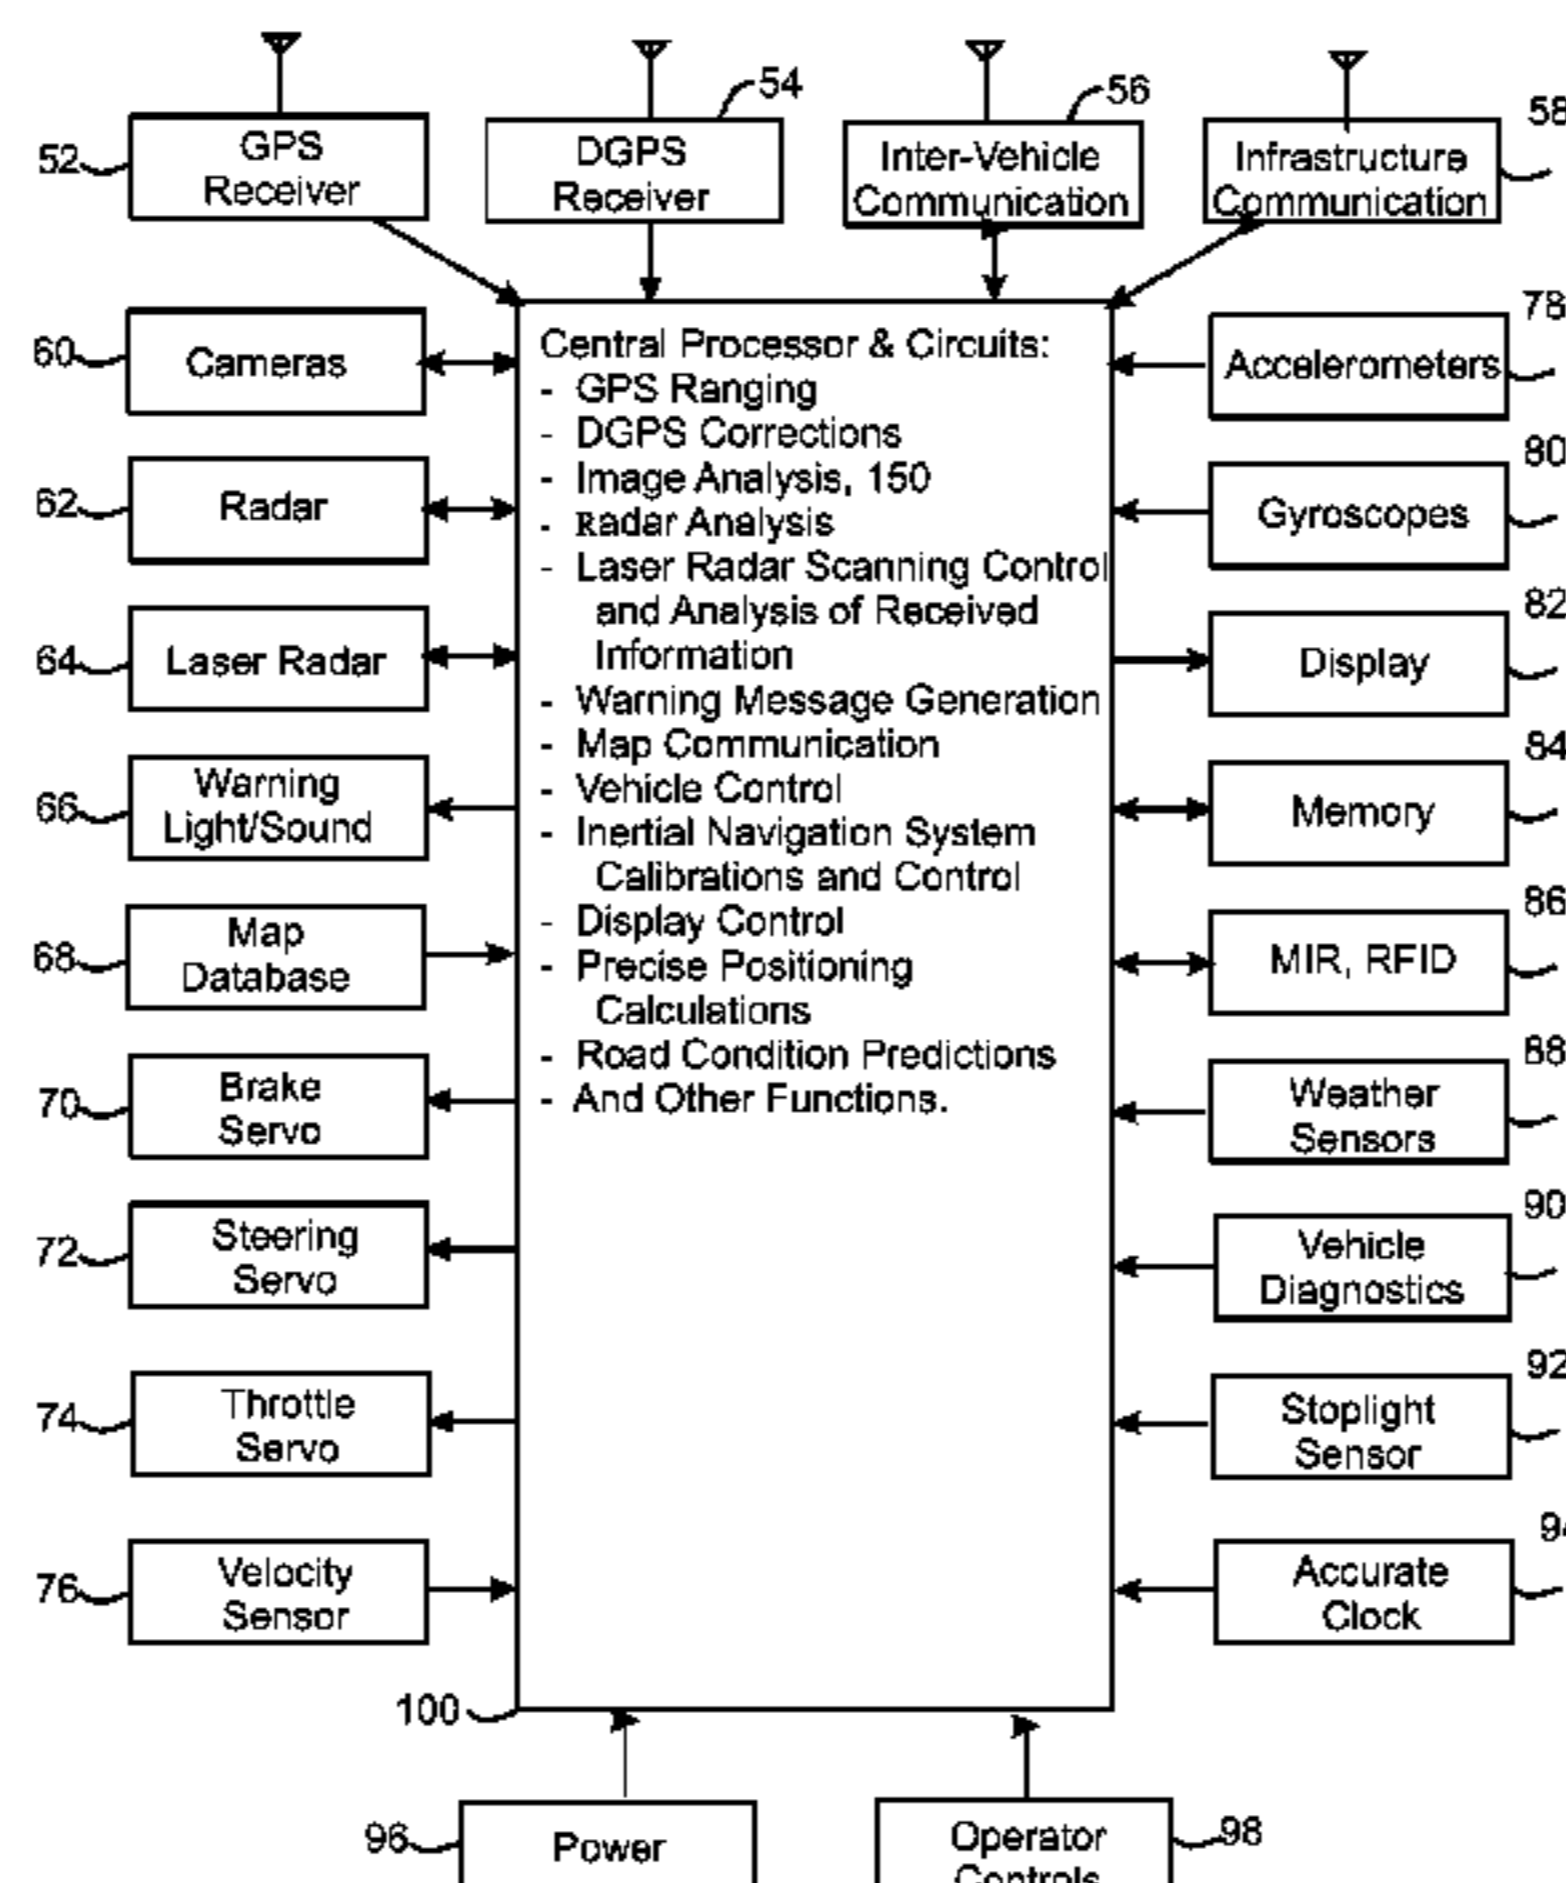 54
56
58
52
GPS
Receiver
DGPS
Receiver
Inter-Vehicle
Communication
Infrastructure
Communication
60
Cameras
62
Radar
64
Laser Radar
66
Warning
Light/Sound
68
Map
Database
70
Brake
Servo
72
Steering
Servo
74
Throttle
Servo
76
Velocity
Sensor
Central Processor & Circuits:
- GPS Ranging
- DGPS Corrections
- Image Analysis, 150
- Radar Analysis
- Laser Radar Scanning Control
and Analysis of Received
Information
- Warning Message Generation
- Map Communication
- Vehicle Control
- Inertial Navigation System
Calibrations and Control
- Display Control
- Precise Positioning
Calculations
- Road Condition Predictions
- And Other Functions.
78
Accelerometers
80
Gyroscopes
82
Display
84
Memory
86
MIR, RFID
88
Weather
Sensors
90
Vehicle
Diagnostics
92
Stoplight
Sensor
94
Accurate
Clock
100
96
Power
Operator
Controls
98